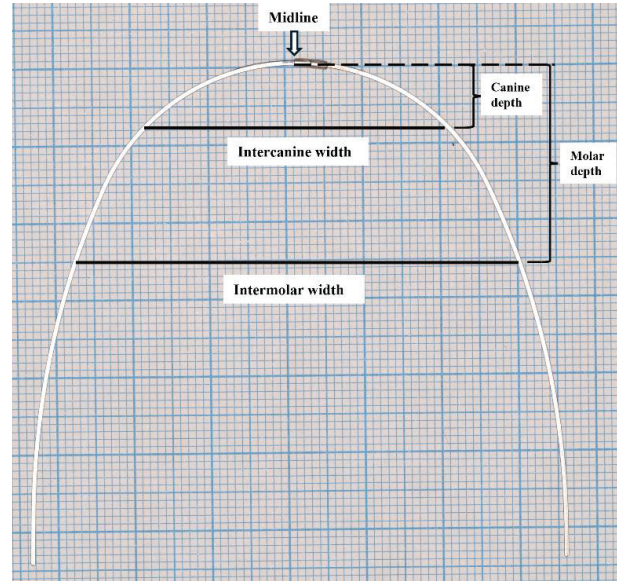 Midline
Canine
depth
Intercanine width
Molar
depth
Intermolar width